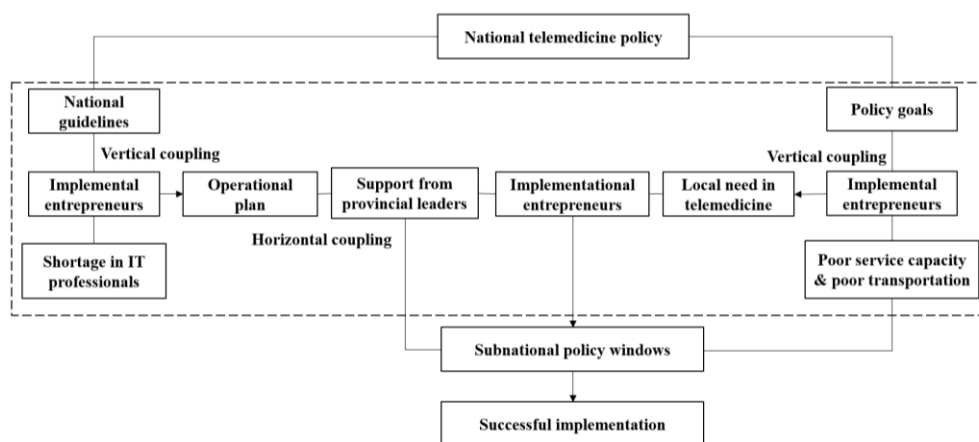 National telemedicine policy
National
guidelines
Policy goals
Vertical coupling
Vertical coupling
Implemental
entrepreneurs
Operational
plan
Support from
provincial leaders
Implementational
entrepreneurs
Local need in
telemedicine
Implemental
entrepreneurs
Horizontal coupling
Shortage in IT
professionals
Poor service capacity
& poor transportation
Subnational policy windows
Successful implementation